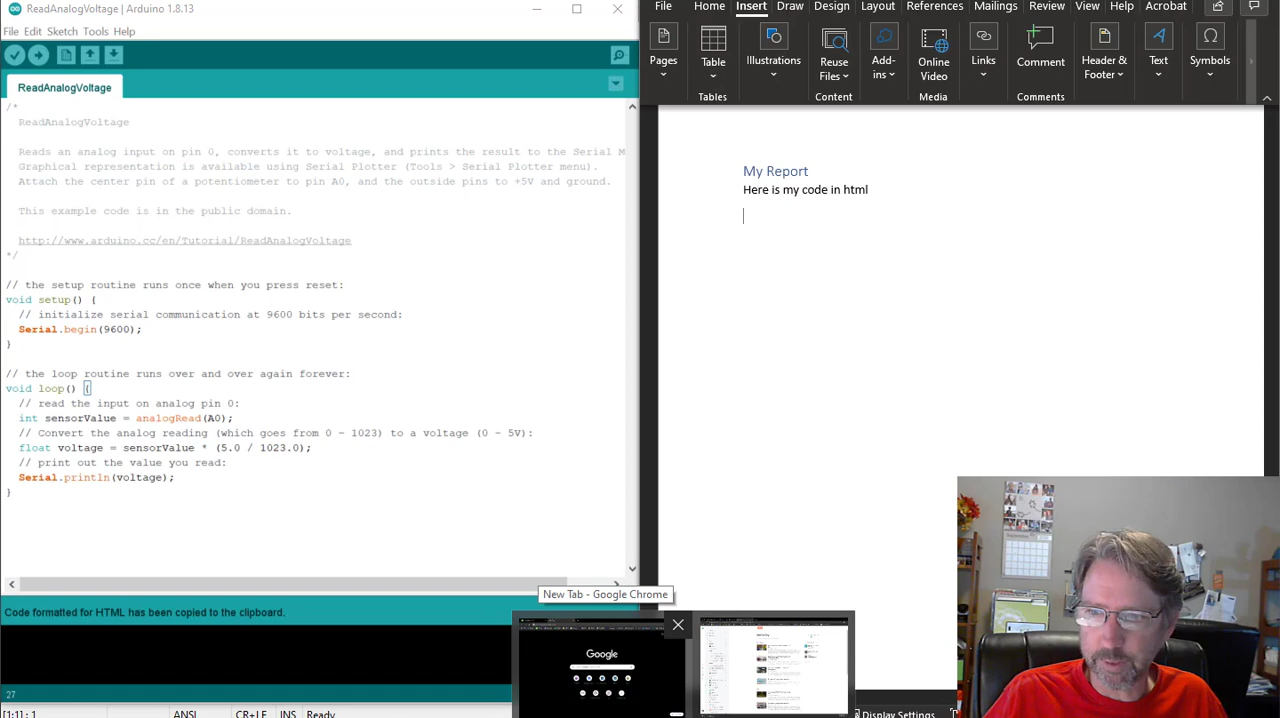 ReadAnalogVoltage | Arduino 1.8.13
File Edit Sketch Tools Help
ReadAnalogVoltage
/*
ReadAnalogVoltage
Reads an analog input on pin 0, converts it to voltage, and prints the result to the Serial M
Graphical representation is available using Serial Plotter (Tools > Serial Plotter menu).
Attach the center pin of a potentiometer to pin A0, and the outside pins to +5V and ground.
This example code is in the public domain.
http://www.arduino.cc/en/Tutorial/ReadAnalogVoltage
*/
// the setup routine runs once when you press reset:
void setup() {
// initialize serial communication at 9600 bits per second:
Serial.begin(9600);
}
// the loop routine runs over and over again forever:
void loop() {
// read the input on analog pin 0:
int sensorValue = analogRead(A0);
// Convert the analog reading (which goes from 0 - 1023) to a voltage (0 - 5V):
float voltage = sensorValue * (5.0 / 1023.0);
// print out the value you read:
Serial.println(voltage);
}
Code formatted for HTML has been copied to the clipboard.
27
File Home Insert Draw Design Layout References Mailings Review View Help Acrobat
Pages
Table
Illustrations
Reuse Files
Add-ins
Online Video
Links
Comment
Header & Footer
Text
Symbols
Tables
Content
Media
Comments
My Report
Here is my code in html
New Tab - Google Chrome
Google
Display Settings